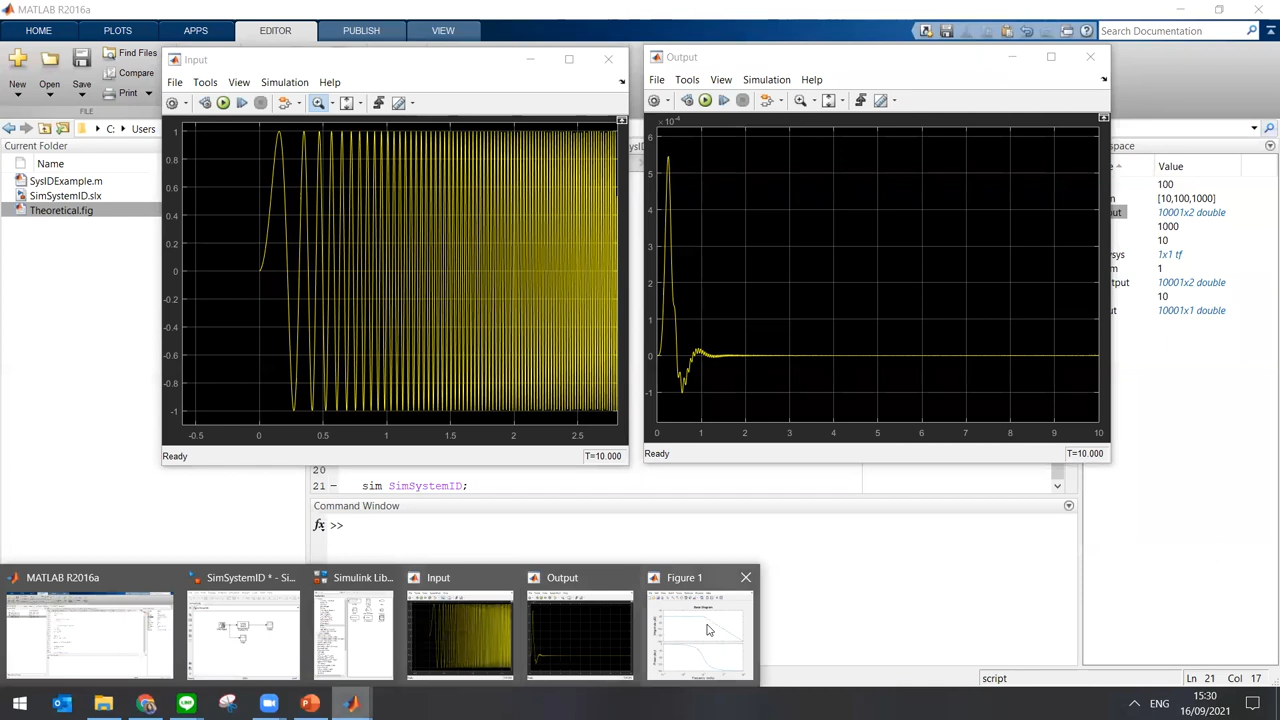 MATLAB R2016a
HOME
PLOTS
APPS
EDITOR
PUBLISH
VIEW
Search Documentation
New
Open
Save
Find Files
Compare
Print
FILE
C:
Users
Current Folder
Name
SysIDExample.m
SimSystemID.slx
Theoretical.fig
Input
File Tools View Simulation Help
1
0.8
0.6
0.4
0.2
0
-0.2
-0.4
-0.6
-0.8
-1
-0.5 0 0.5 1 1.5 2 2.5
Ready
T=10.000
Output
File Tools View Simulation Help
×10-4
6
5
4
3
2
1
0
-1
0 1 2 3 4 5 6 7 8 9 10
Ready
T=10.000
space
Value
100
[10,100,1000]
10001x2 double
1000
10
1x1 tf
1
10001x2 double
10
10001x1 double
20
21 – sim SimSystemID;
Command Window
fx >>
MATLAB R2016a
SimSystemID * - Si...
Simulink Lib...
Input
Output
Figure 1
script
Ln 21 Col 17
ENG
15:30
16/09/2021